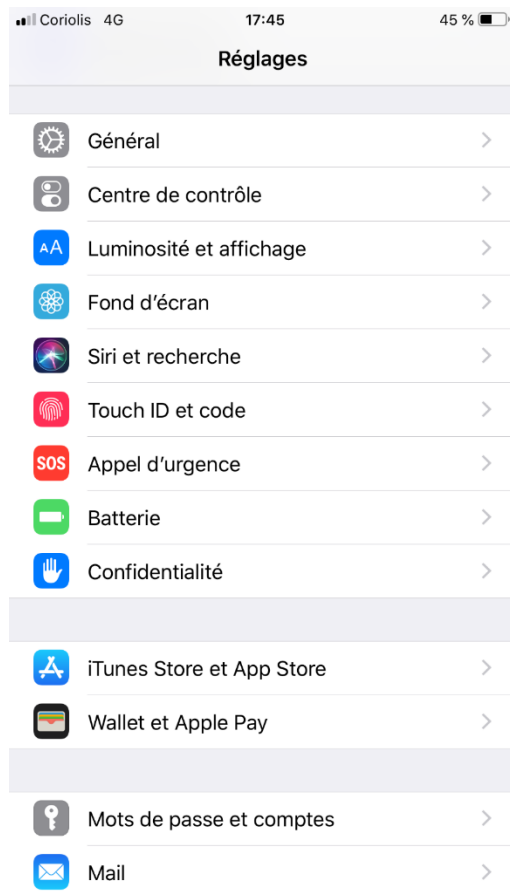 Coriolis 4G 17:45 45 %
Réglages
Général
Centre de contrôle
AA Luminosité et affichage
Fond d’écran
Siri et recherche
Touch ID et code
SOS Appel d’urgence
Batterie
Confidentialité
iTunes Store et App Store
Wallet et Apple Pay
Mots de passe et comptes
Mail